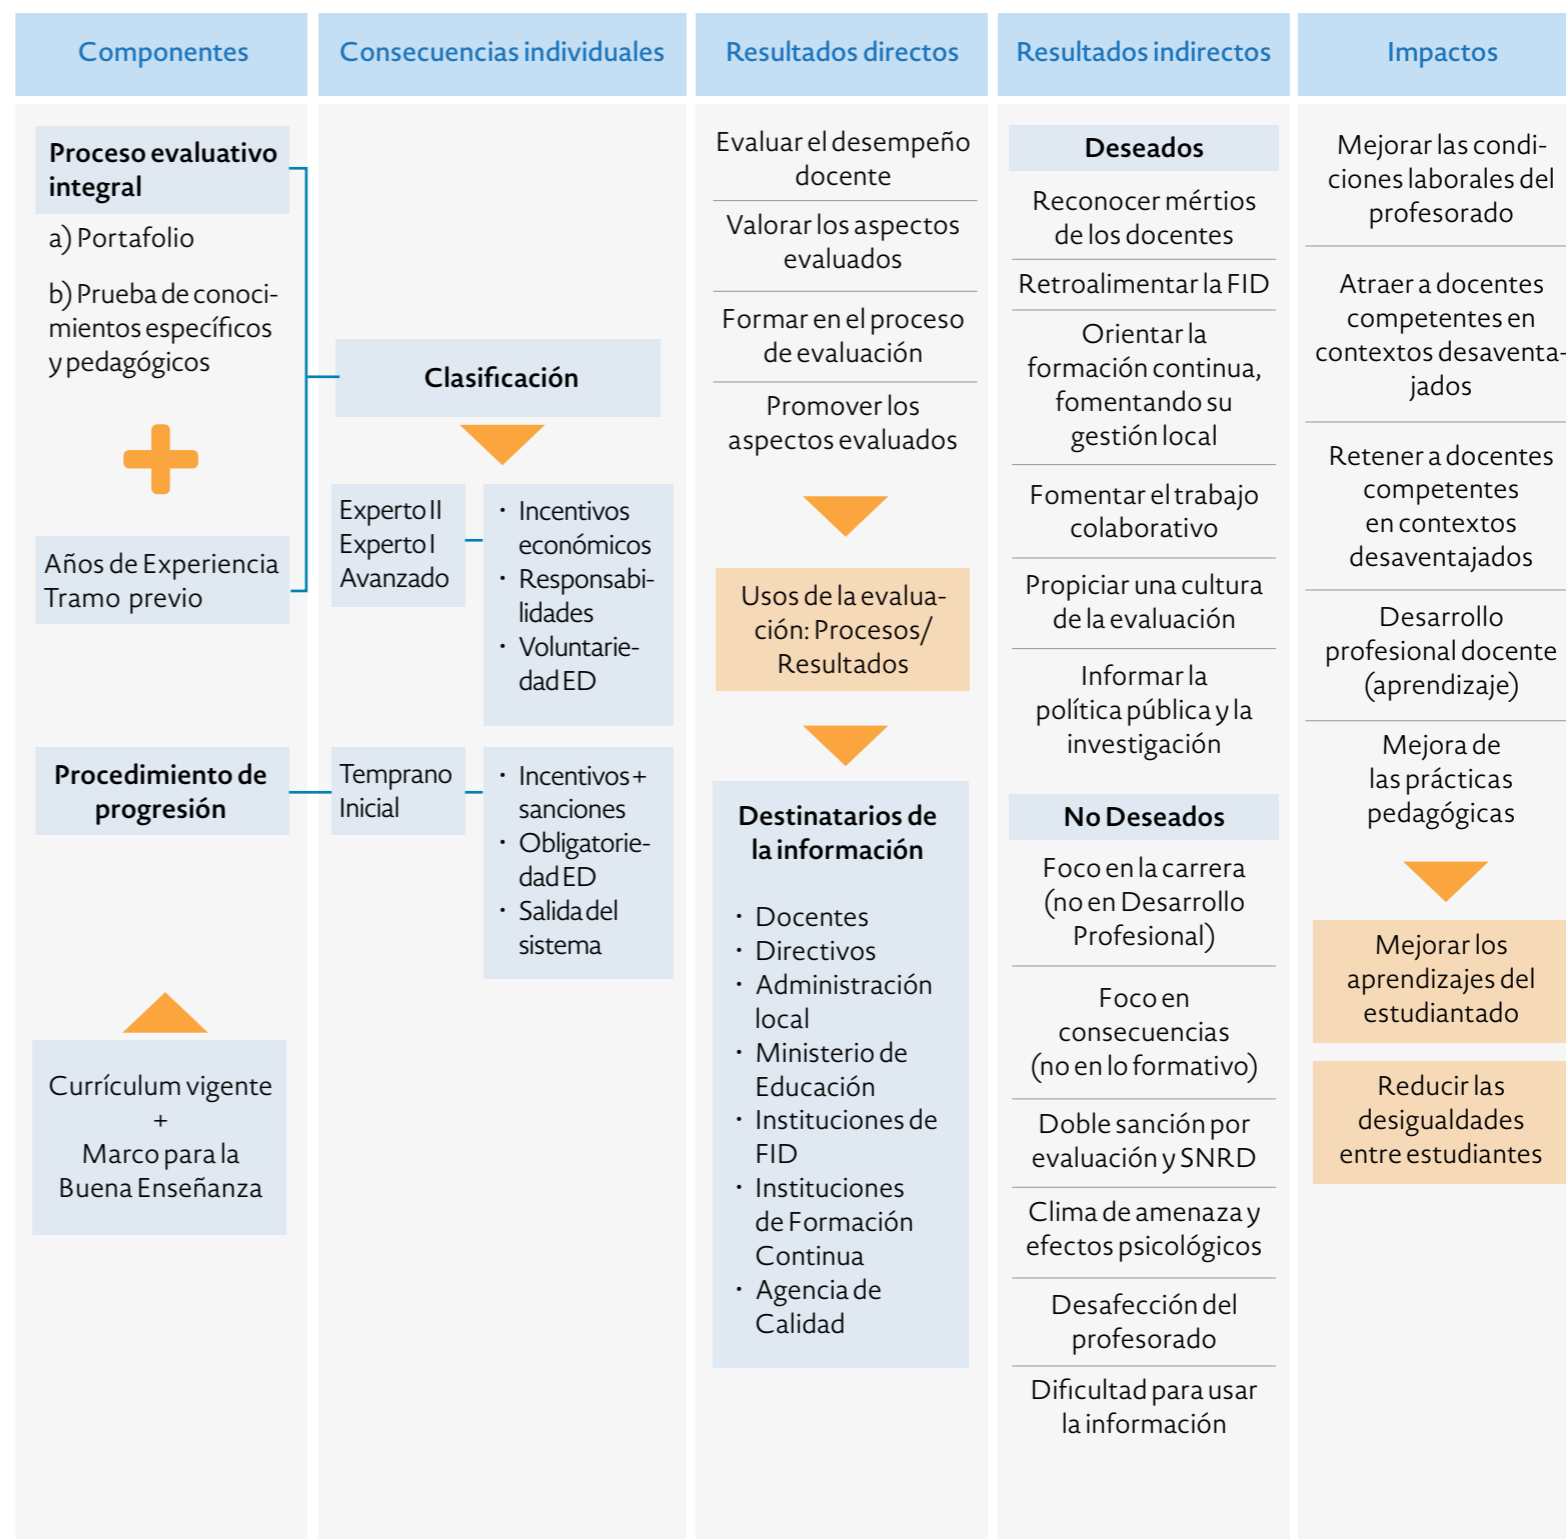 Componentes
Proceso evaluativo
integral
a) Portafolio
b) Prueba de conoci-
mientos específicos
y pedagógicos
Años de Experiencia
Tramo previo
Procedimiento de
progresión
Currículum vigente
+
Marco para la
Buena Enseñanza
Consecuencias individuales
Clasificación
Experto II
Experto I
Avanzado
· Incentivos
económicos
· Responsabi-
lidades
· Voluntarie-
dad ED
Temprano
Inicial
· Incentivos +
sanciones
· Obligatorie-
dad ED
· Salida del
sistema
Resultados directos
Evaluar el desempeño
docente
Valorar los aspectos
evaluados
Formar en el proceso
de evaluación
Promover los
aspectos evaluados
Usos de la evalua-
ción: Procesos/
Resultados
Destinatarios de
la información
· Docentes
· Directivos
· Administración
local
· Ministerio de
Educación
· Instituciones de
FID
· Instituciones
de Formación
Continua
· Agencia de
Calidad
Resultados indirectos
Deseados
Reconocer mértios
de los docentes
Retroalimentar la FID
Orientar la
formación continua,
fomentando su
gestión local
Fomentar el trabajo
colaborativo
Propiciar una cultura
de la evaluación
Informar la
política pública y la
investigación
No Deseados
Foco en la carrera
(no en Desarrollo
Profesional)
Foco en
consecuencias
(no en lo formativo)
Doble sanción por
evaluación y SNRD
Clima de amenaza y
efectos psicológicos
Desafección del
profesorado
Dificultad para usar
la información
Impactos
Mejorar las condi-
ciones laborales del
profesorado
Atraer a docentes
competentes en
contextos desaventa-
jados
Retener a docentes
competentes
en contextos
desaventajados
Desarrollo
profesional docente
(aprendizaje)
Mejora de
las prácticas
pedagógicas
Mejorar los
aprendizajes del
estudiantado
Reducir las
desigualdades
entre estudiantes